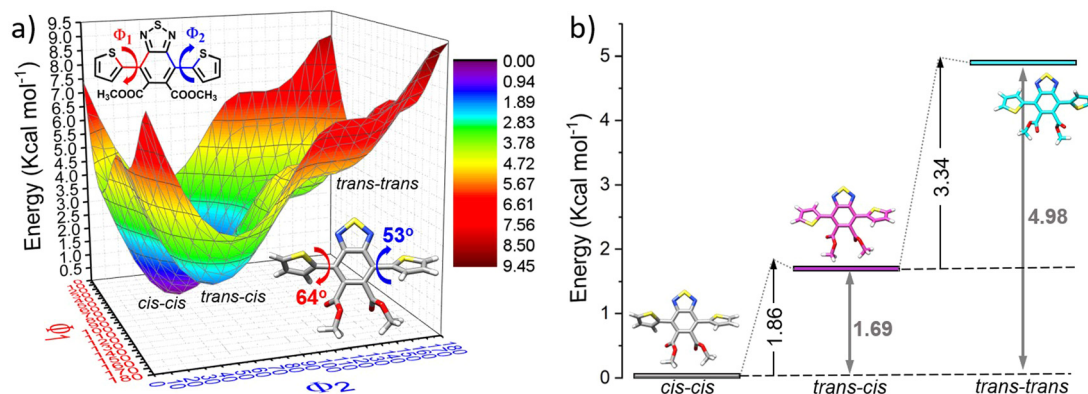 a)
Energy (Kcal mol⁻¹)
9.5
9.0
8.5
8.0
7.5
7.0
6.5
6.0
5.5
5.0
4.5
4.0
3.5
3.0
2.5
2.0
1.5
1.0
0.5
S
N N
Φ1 Φ2
S S
H₃COOC COOCH₃
0.00
0.94
1.89
2.83
3.78
4.72
5.67
6.61
7.56
8.50
9.45
trans-trans
53º
64º
cis-cis
trans-cis
Φ1
Φ2
b)
Energy (Kcal mol⁻¹)
5
4
3
2
1
0
1.86
1.69
3.34
4.98
cis-cis
trans-cis
trans-trans